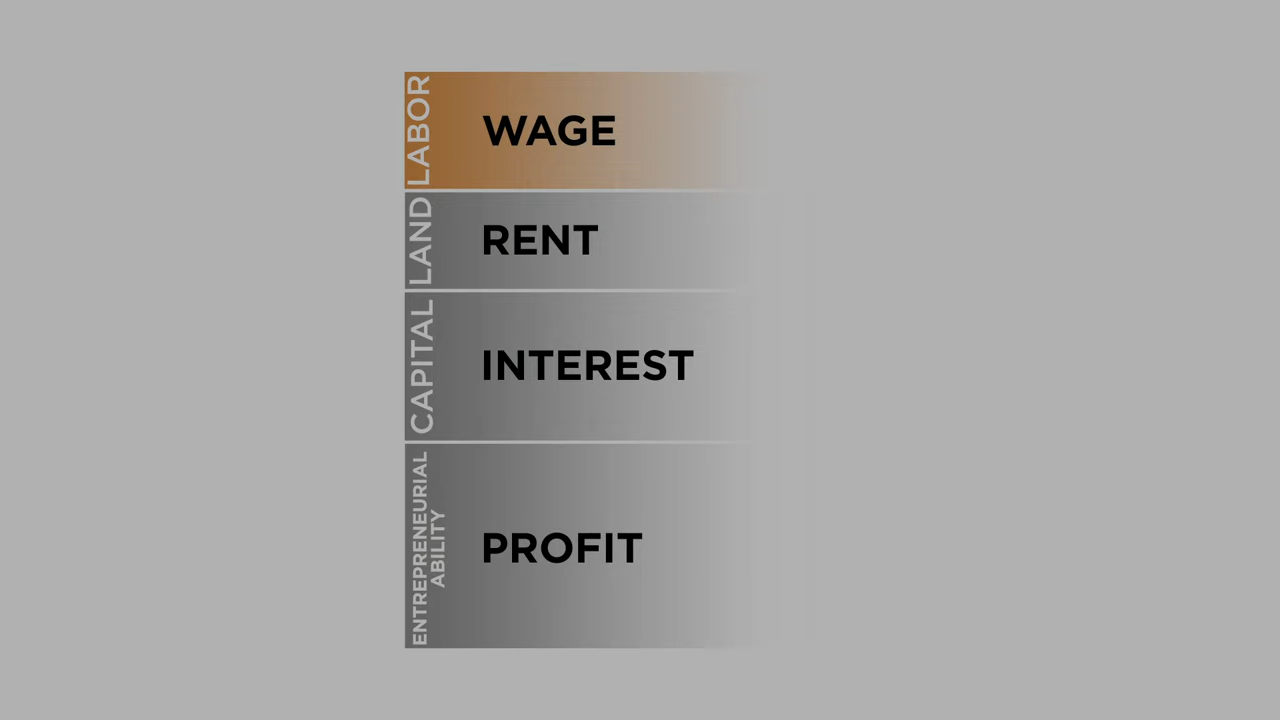 LABOR
WAGE
LAND
RENT
CAPITAL
INTEREST
ENTREPRENEURIAL
ABILITY
PROFIT